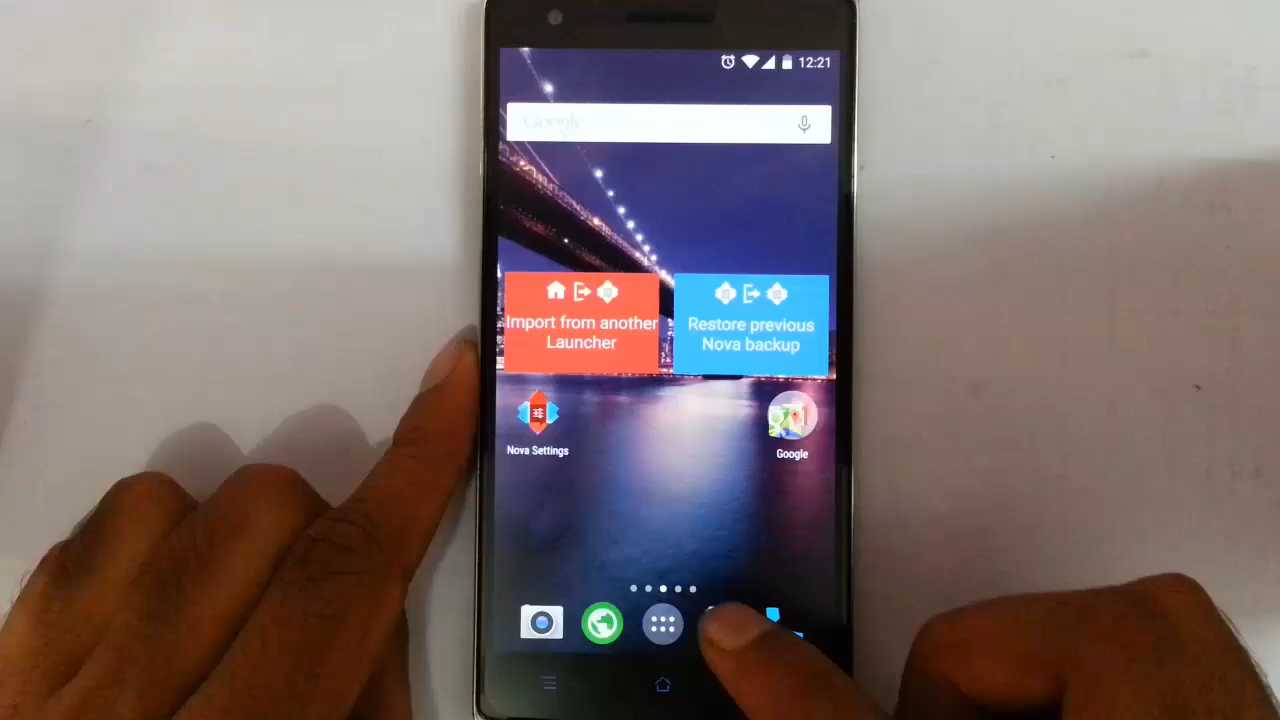 12:21
Google
Import from another
Launcher
Restore previous
Nova backup
Nova Settings
Google